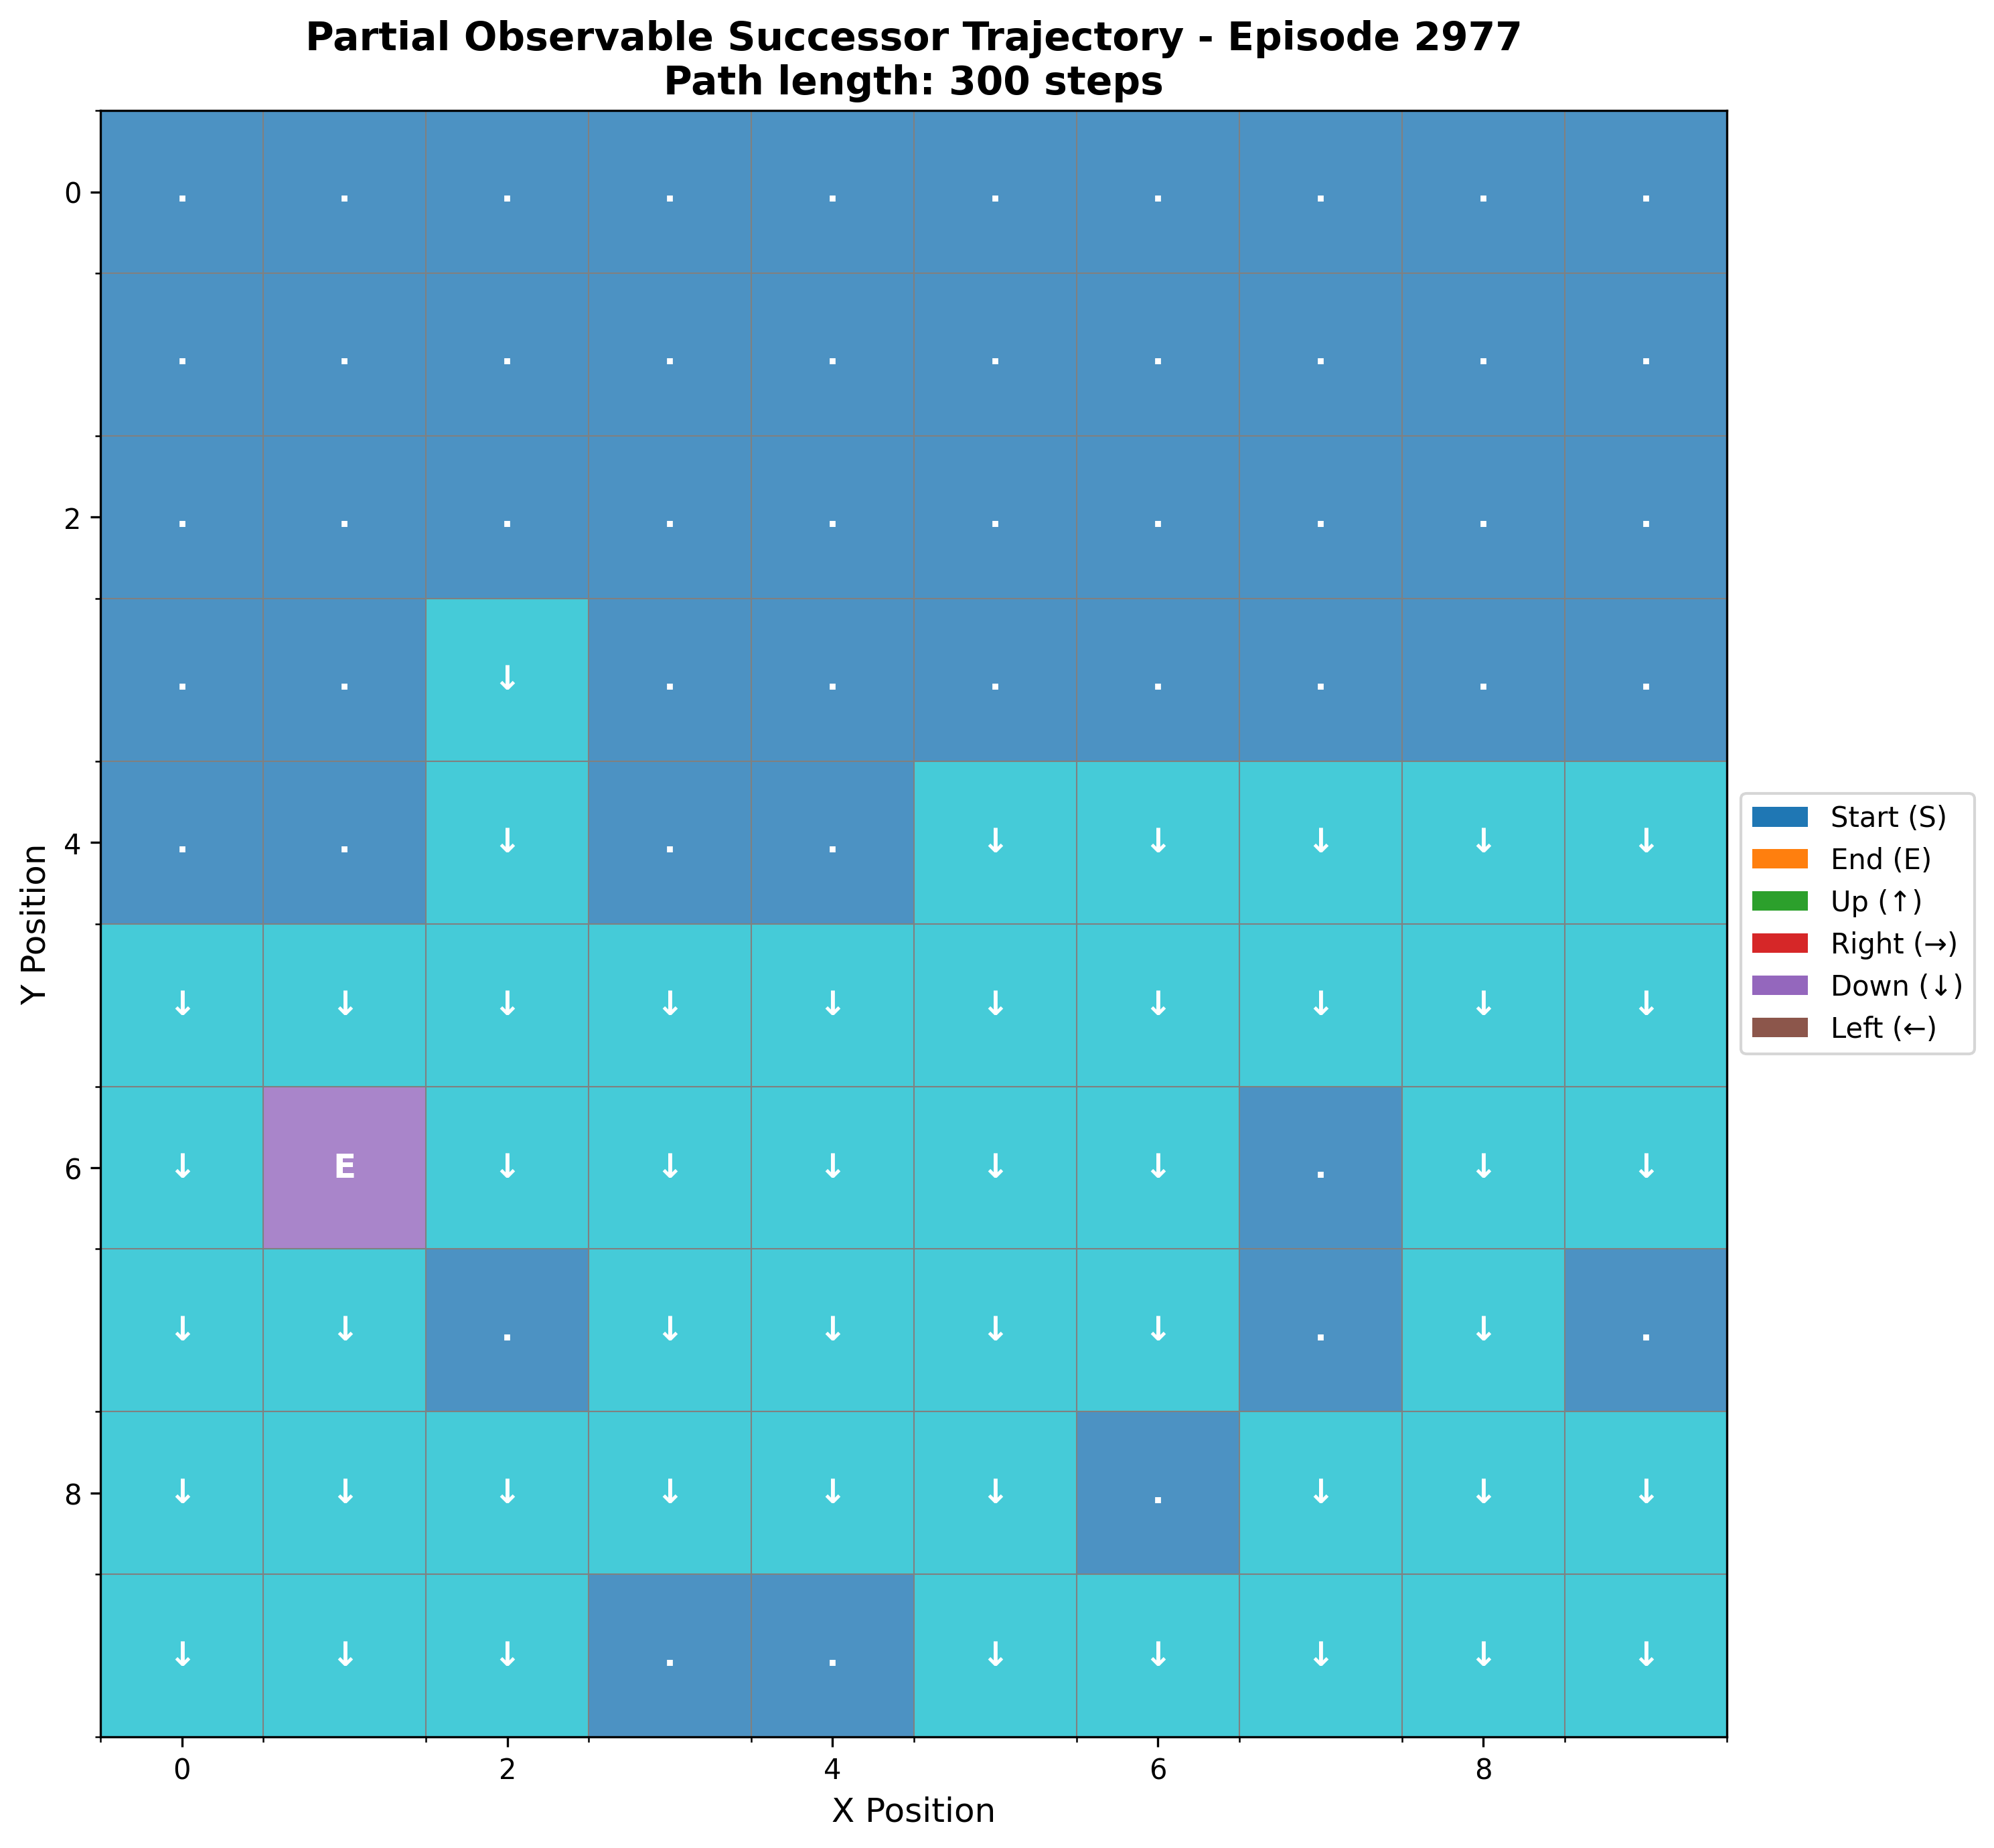 Partial Observable Successor Trajectory - Episode 2977
Path length: 300 steps
0 . . . . . . . . . .
. . . . . . . . . .
2 . . . . . . . . . .
. . ↓ . . . . . . .
4 . . ↓ . . ↓ ↓ ↓ ↓ ↓
↓ ↓ ↓ ↓ ↓ ↓ ↓ ↓ ↓ ↓
6 ↓ E ↓ ↓ ↓ ↓ ↓ . ↓ ↓
↓ ↓ . ↓ ↓ ↓ ↓ . ↓ .
8 ↓ ↓ ↓ ↓ ↓ ↓ . ↓ ↓ ↓
↓ ↓ ↓ . . ↓ ↓ ↓ ↓ ↓
0 2 4 6 8
X Position
Y Position
Start (S)
End (E)
Up (↑)
Right (→)
Down (↓)
Left (←)